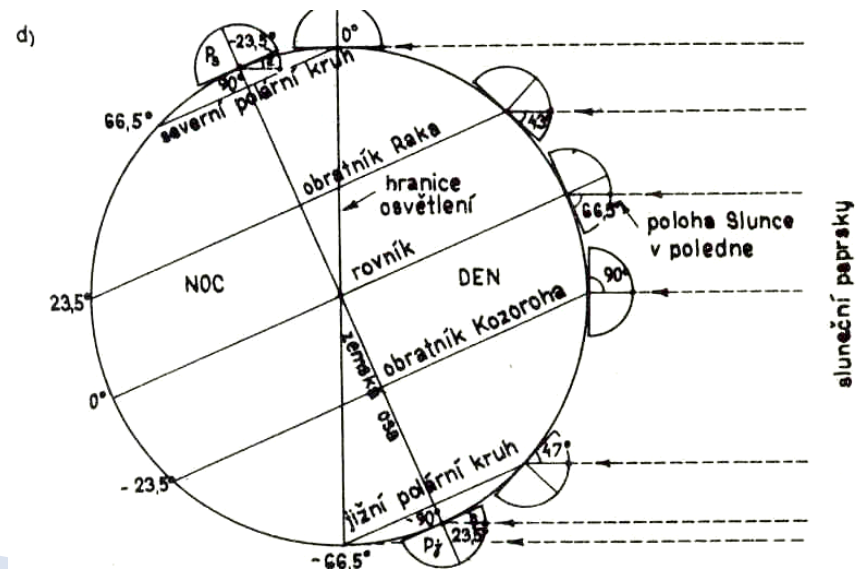 d)
Ps
-23,5°
0°
90°
66,5°
severní polární kruh
43°
obratník Raka
hranice
osvětlení
66,5°
poloha Slunce
v poledne
sluneční paprsky
rovník
NOC
DEN
90°
23,5°
obratník Kozoroha
zemská osa
0°
-23,5°
47°
jižní polární kruh
-90°
23,5°
Pj
-66,5°